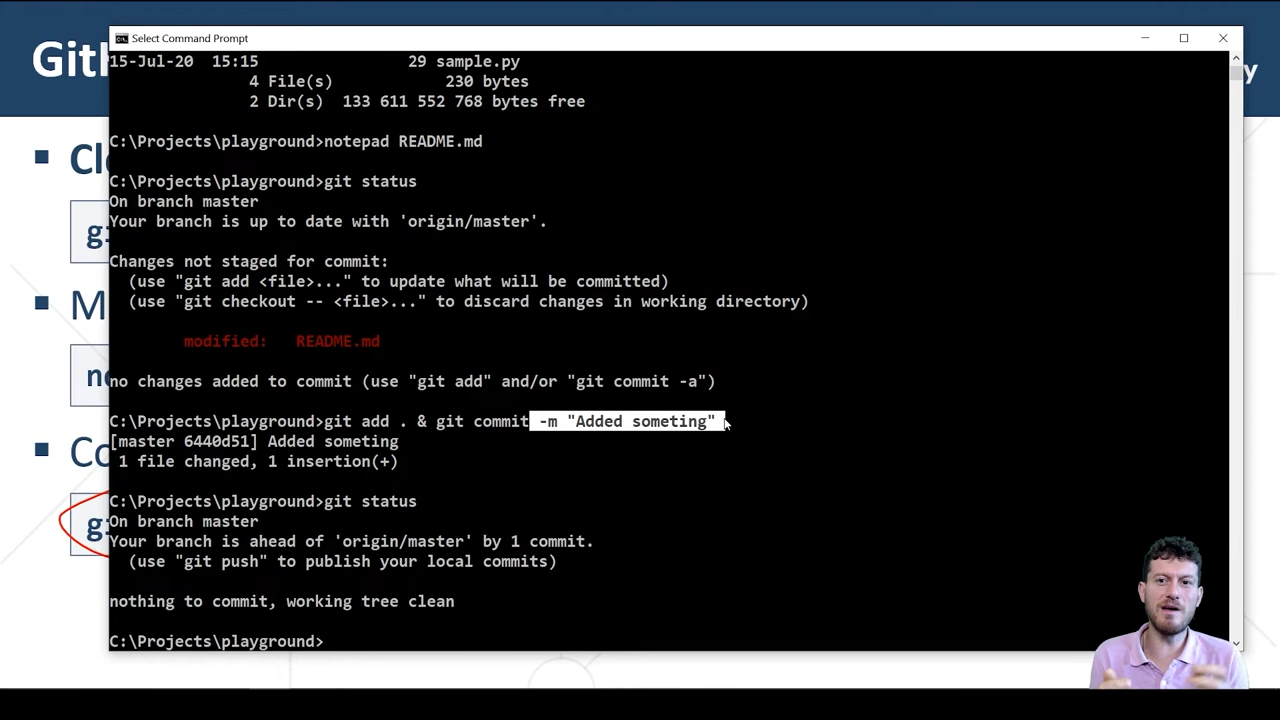 Gith
Select Command Prompt
15-Jul-20 15:15 29 sample.py
4 File(s) 230 bytes
2 Dir(s) 133 611 552 768 bytes free
C:\Projects\playground>notepad README.md
C:\Projects\playground>git status
On branch master
Your branch is up to date with 'origin/master'.
Changes not staged for commit:
(use "git add <file>..." to update what will be committed)
(use "git checkout -- <file>..." to discard changes in working directory)
modified: README.md
no changes added to commit (use "git add" and/or "git commit -a")
C:\Projects\playground>git add . & git commit -m "Added someting"
[master 6440d51] Added someting
1 file changed, 1 insertion(+)
C:\Projects\playground>git status
On branch master
Your branch is ahead of 'origin/master' by 1 commit.
(use "git push" to publish your local commits)
nothing to commit, working tree clean
C:\Projects\playground>
y
Cl
g
M
n
Co
g